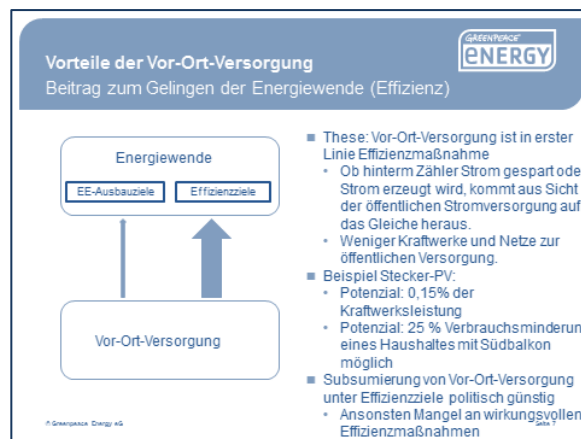 Vorteile der Vor-Ort-Versorgung
Beitrag zum Gelingen der Energiewende (Effizienz)
GREENPEACE
ENERGY
Energiewende
EE-Ausbauziele
Effizienzziele
Vor-Ort-Versorgung
These: Vor-Ort-Versorgung ist in erster
Linie Effizienzmaßnahme
Ob hinterm Zähler Strom gespart ode
Strom erzeugt wird, kommt aus Sicht
der öffentlichen Stromversorgung auf
das Gleiche heraus.
Weniger Kraftwerke und Netze zur
öffentlichen Versorgung.
Beispiel Stecker-PV:
Potenzial: 0,15% der
Kraftwerksleistung
Potenzial: 25 % Verbrauchsminderun
eines Haushaltes mit Südbalkon
möglich
Subsumierung von Vor-Ort-Versorgung
unter Effizienzziele politisch günstig
Ansonsten Mangel an wirkungsvollen
Effizienzmaßnahmen
© Greenpeace Energy eG
Seite 7